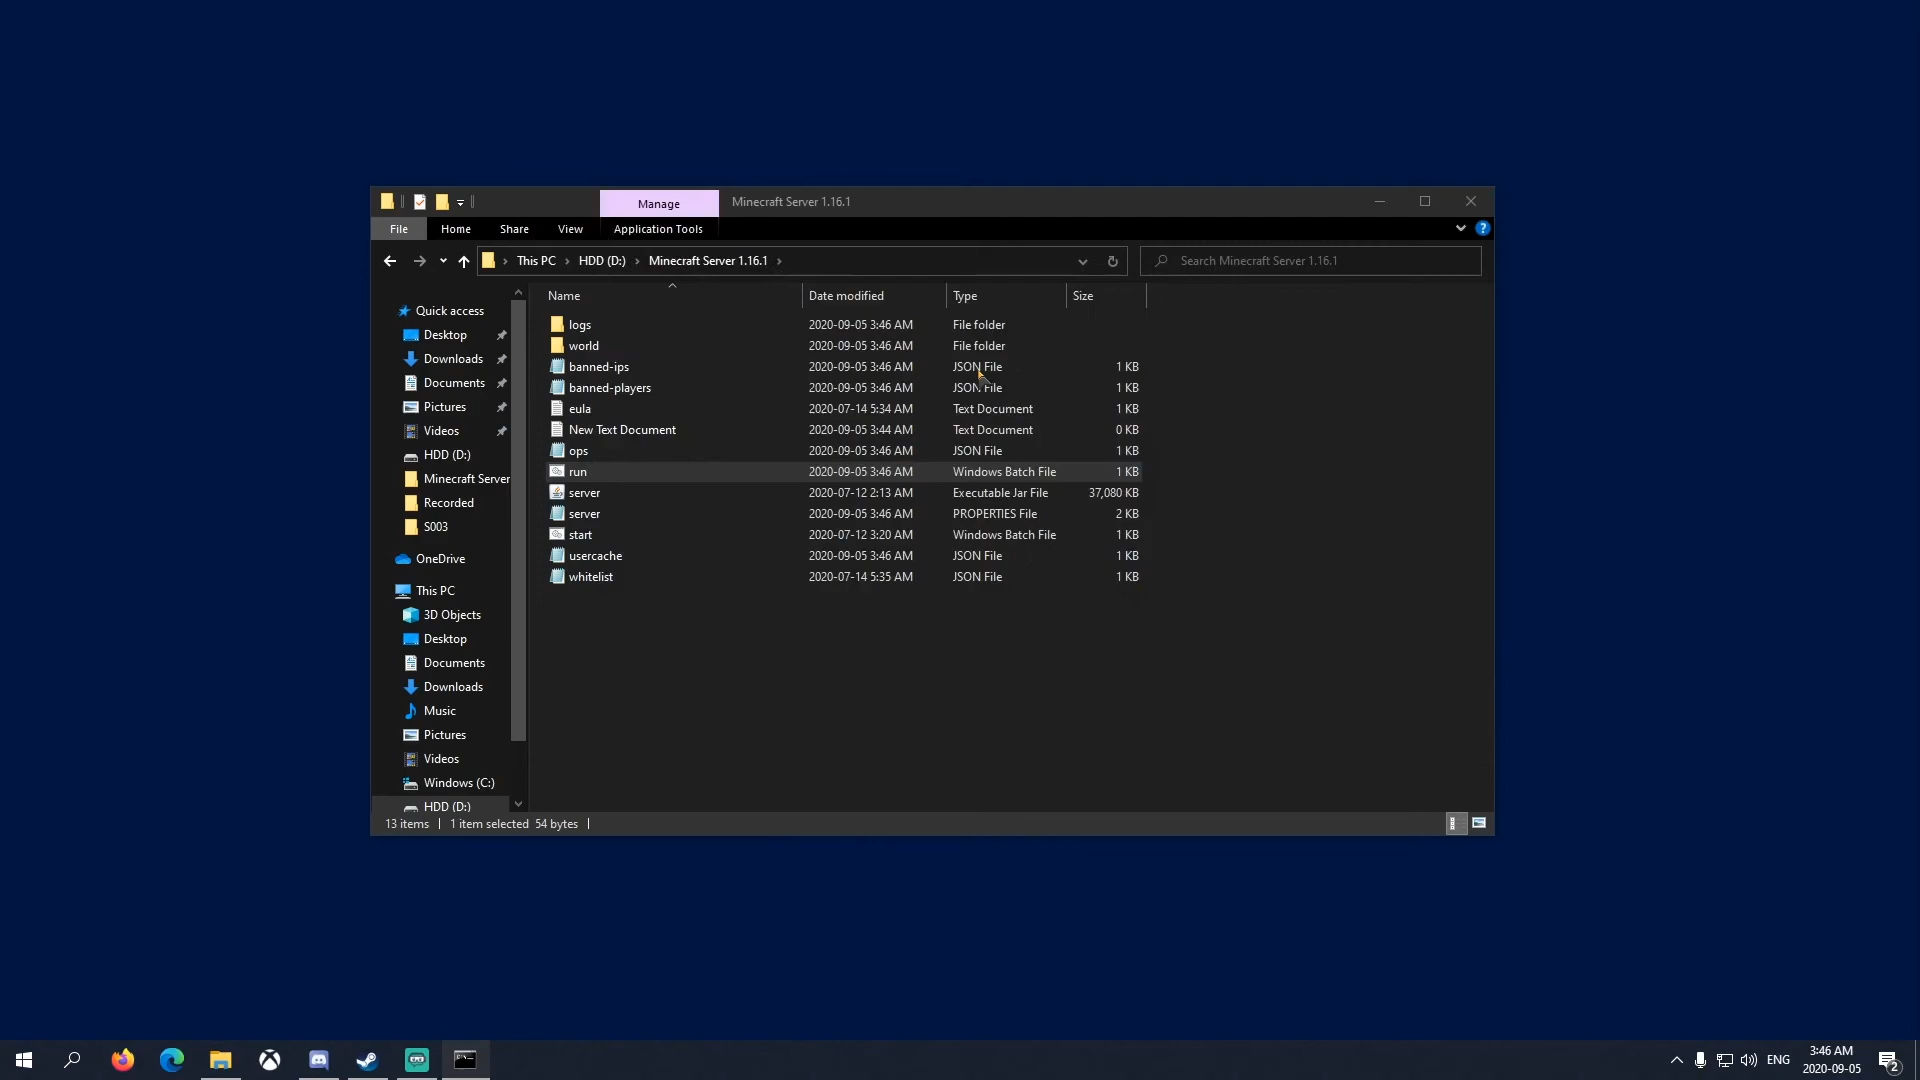 Manage
Minecraft Server 1.16.1
File
Home
Share
View
Application Tools
?
This PC
HDD (D:)
Minecraft Server 1.16.1
Search Minecraft Server 1.16.1
Name
Date modified
Type
Size
Quick access
Desktop
Downloads
Documents
Pictures
Videos
HDD (D:)
Minecraft Server
Recorded
S003
OneDrive
This PC
3D Objects
Desktop
Documents
Downloads
Music
Pictures
Videos
Windows (C:)
HDD (D:)
logs 2020-09-05 3:46 AM File folder
world 2020-09-05 3:46 AM File folder
banned-ips 2020-09-05 3:46 AM JSON File 1 KB
banned-players 2020-09-05 3:46 AM JSON File 1 KB
eula 2020-07-14 5:34 AM Text Document 1 KB
New Text Document 2020-09-05 3:44 AM Text Document 0 KB
ops 2020-09-05 3:46 AM JSON File 1 KB
run 2020-09-05 3:46 AM Windows Batch File 1 KB
server 2020-07-12 2:13 AM Executable Jar File 37,080 KB
server 2020-09-05 3:46 AM PROPERTIES File 2 KB
start 2020-07-12 3:20 AM Windows Batch File 1 KB
usercache 2020-09-05 3:46 AM JSON File 1 KB
whitelist 2020-07-14 5:35 AM JSON File 1 KB
13 items
1 item selected 54 bytes
ENG
3:46 AM
2020-09-05
2